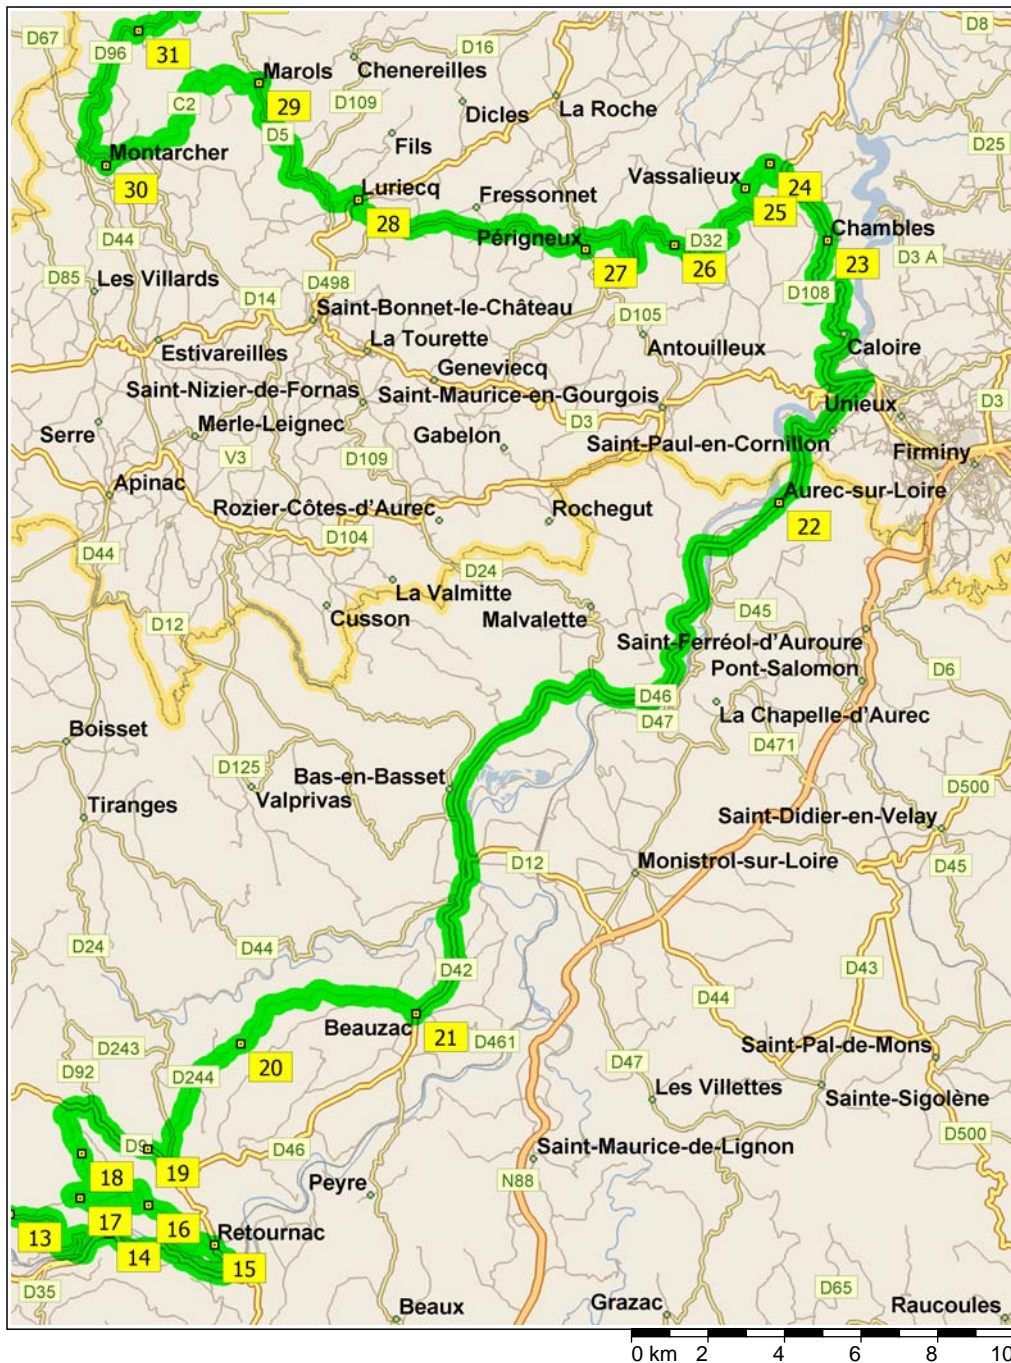 D67
D96
31
D16
D8
Marols
Chenereilles
C2
29
D109
Dicles
La Roche
D5
Fils
D25
Montarcher
30
Luriecq
Fressonnet
Vassalieux
24
25
28
Périgneux
D32
Chambles
D44
27
26
23
D3 A
D85
Les Villards
D498
D14
D108
Saint-Bonnet-le-Château
D105
La Tourette
Antouilleux
Caloire
Estivareilles
Geneviecq
Saint-Nizier-de-Fornas
Saint-Maurice-en-Gourgois
Unieux
D3
D3
Serre
Merle-Leignec
Gabelon
Saint-Paul-en-Cornillon
Firminy
V3
D109
Apinac
Aurec-sur-Loire
Rozier-Côtes-d'Aurec
Rochegut
22
D104
D44
D24
La Valmitte
D12
Cusson
Malvalette
D45
Saint-Ferréol-d'Auroure
Pont-Salomon
D6
D46
D47
La Chapelle-d'Aurec
Boisset
D471
D125
Bas-en-Basset
Valprivas
D500
Tiranges
Saint-Didier-en-Velay
D12
Monistrol-sur-Loire
D45
D24
D44
D42
D43
D44
Beauzac
21
D461
D243
20
Saint-Pal-de-Mons
D92
D244
D47
Les Villettes
Sainte-Sigolène
D9
D46
D500
Saint-Maurice-de-Lignon
18
19
N88
Peyre
17
16
13
14
Retournac
15
D35
D65
Beaux
Grazac
Raucoules
0 km 2 4 6 8 10